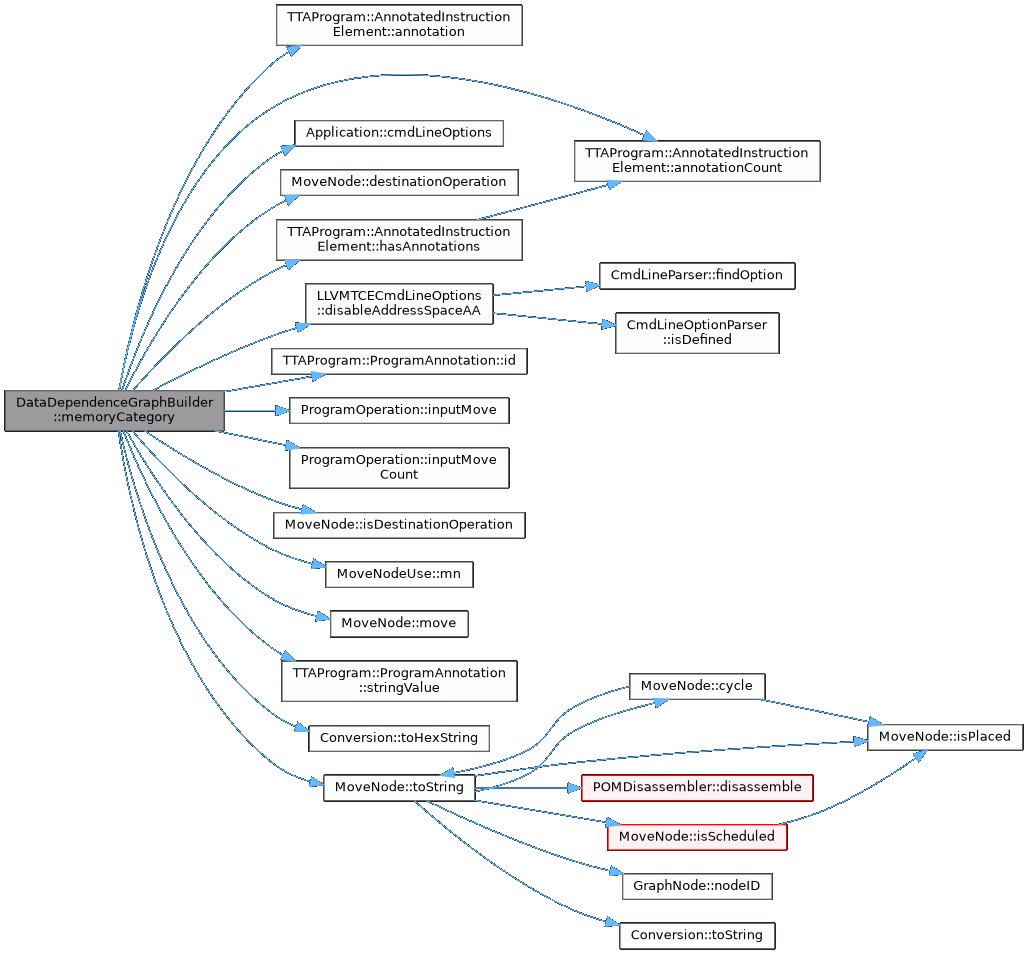 TTAProgram::AnnotatedInstruction
Element::annotation
Application::cmdLineOptions
TTAProgram::AnnotatedInstruction
Element::annotationCount
MoveNode::destinationOperation
TTAProgram::AnnotatedInstruction
Element::hasAnnotations
CmdLineParser::findOption
LLVMTCECmdLineOptions
::disableAddressSpaceAA
CmdLineOptionParser
::isDefined
TTAProgram::ProgramAnnotation::id
DataDependenceGraphBuilder
::memoryCategory
ProgramOperation::inputMove
ProgramOperation::inputMove
Count
MoveNode::isDestinationOperation
MoveNodeUse::mn
MoveNode::move
TTAProgram::ProgramAnnotation
::stringValue
MoveNode::cycle
MoveNode::isPlaced
Conversion::toHexString
MoveNode::toString
POMDisassembler::disassemble
MoveNode::isScheduled
GraphNode::nodeID
Conversion::toString